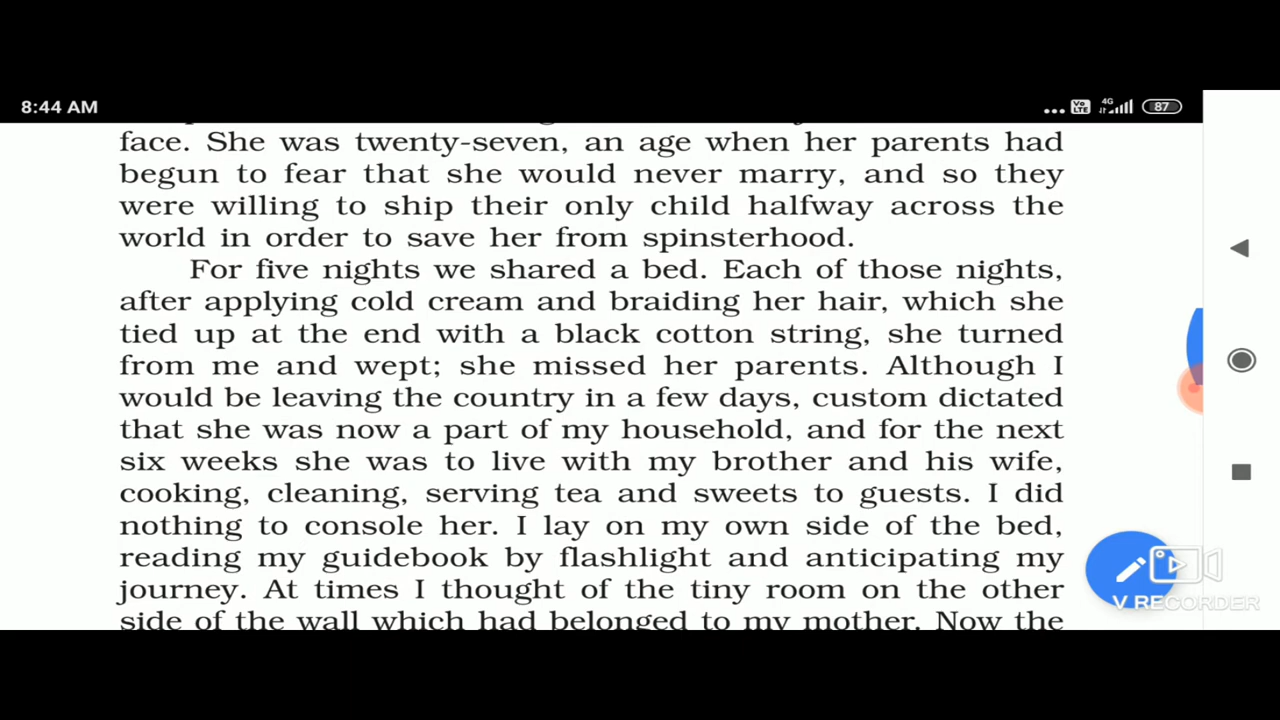 8:44 AM
Vo LTE 4G 87
face. She was twenty-seven, an age when her parents had
begun to fear that she would never marry, and so they
were willing to ship their only child halfway across the
world in order to save her from spinsterhood.
For five nights we shared a bed. Each of those nights,
after applying cold cream and braiding her hair, which she
tied up at the end with a black cotton string, she turned
from me and wept; she missed her parents. Although I
would be leaving the country in a few days, custom dictated
that she was now a part of my household, and for the next
six weeks she was to live with my brother and his wife,
cooking, cleaning, serving tea and sweets to guests. I did
nothing to console her. I lay on my own side of the bed,
reading my guidebook by flashlight and anticipating my
journey. At times I thought of the tiny room on the other
side of the wall which had belonged to my mother. Now the
V RECORDER